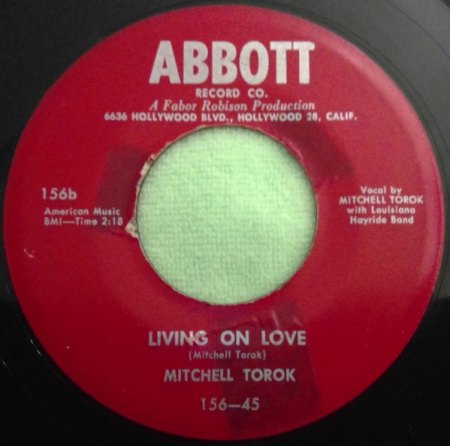 ABBOTT
RECORD CO.
A Fabor Robison Production
6636 HOLLYWOOD BLVD., HOLLYWOOD 28, CALIF.
156b
American Music
BMI—Time 2:18
Vocal by
MITCHELL TOROK
with Louisiana
Hayride Band
LIVING ON LOVE
(Mitchell Torok)
MITCHELL TOROK
156—45